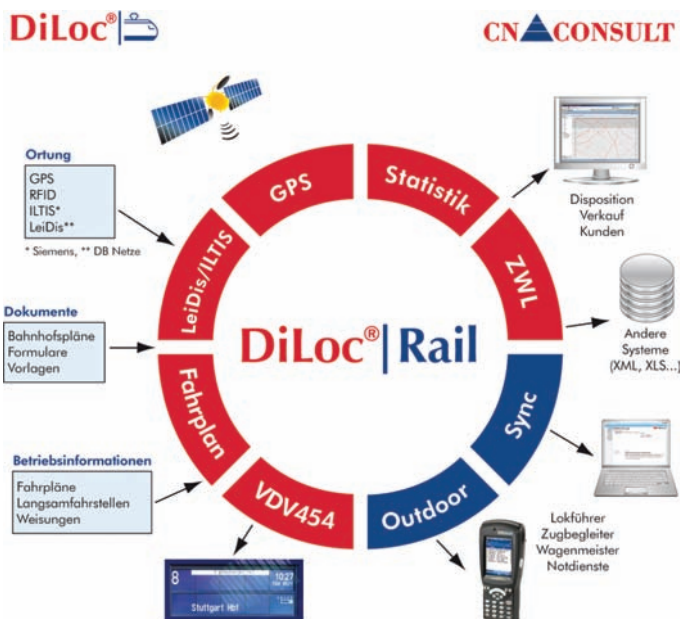 DiLoc®
CN CONSULT
Ortung
GPS
RFID
ILTIS*
LeiDis**
* Siemens, ** DB Netze
Dokumente
Bahnhofspläne
Formulare
Vorlagen
Betriebsinformationen
Fahrpläne
Langsamfahrstellen
Weisungen
GPS
Statistik
ZWL
Sync
Outdoor
VDV454
Fahrplan
LeiDis/ILTIS
DiLoc®|Rail
Disposition
Verkauf
Kunden
Andere
Systeme
(XML, XLS...)
Lokführer
Zugbegleiter
Wagenmeister
Notdienste
8
10:27
Stuttgart Hbf